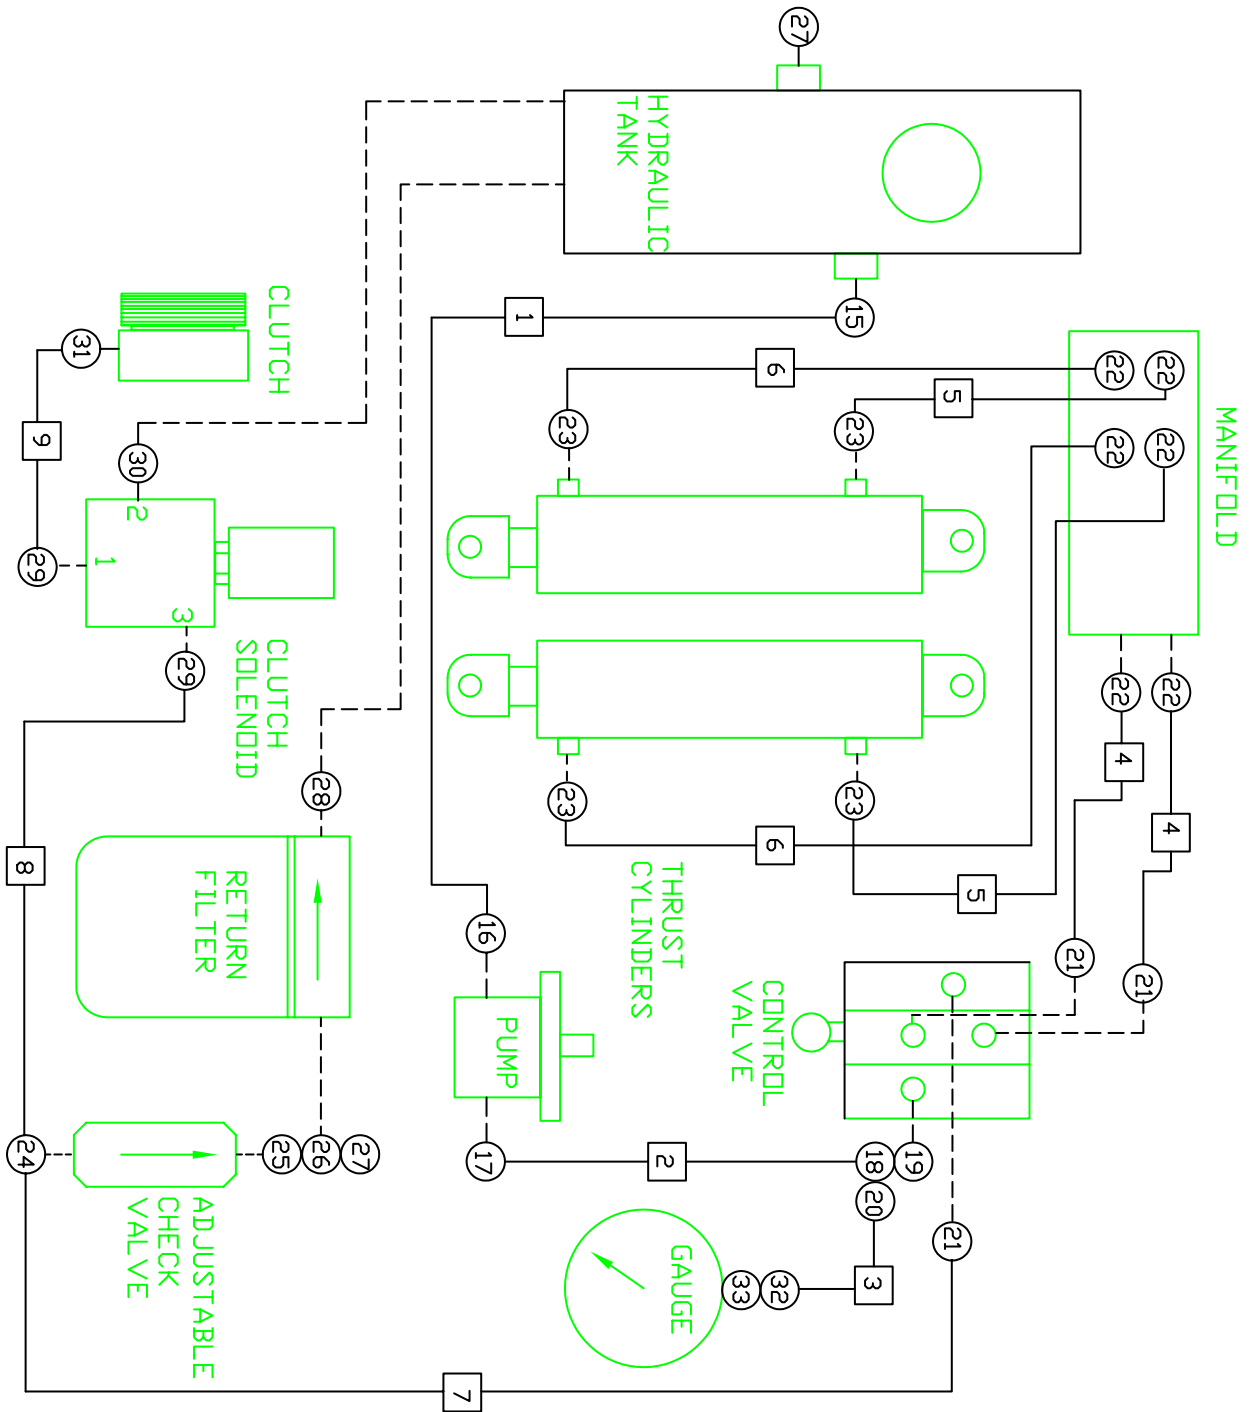 MANIFOLD
22
22
22
4
21
22
22
22
4
21
5
5
21
19
15
23
23
18
20
3
27
6
6
CONTROL
VALVE
32
33
GAUGE
HYDRAULIC
TANK
THRUST
CYLINDERS
2
23
23
1
PUMP
16
17
7
27
28
26
25
CLUTCH
CLUTCH
SOLENOID
RETURN
FILTER
ADJUSTABLE
CHECK
VALVE
3
29
30
2
1
31
9
29
8
24